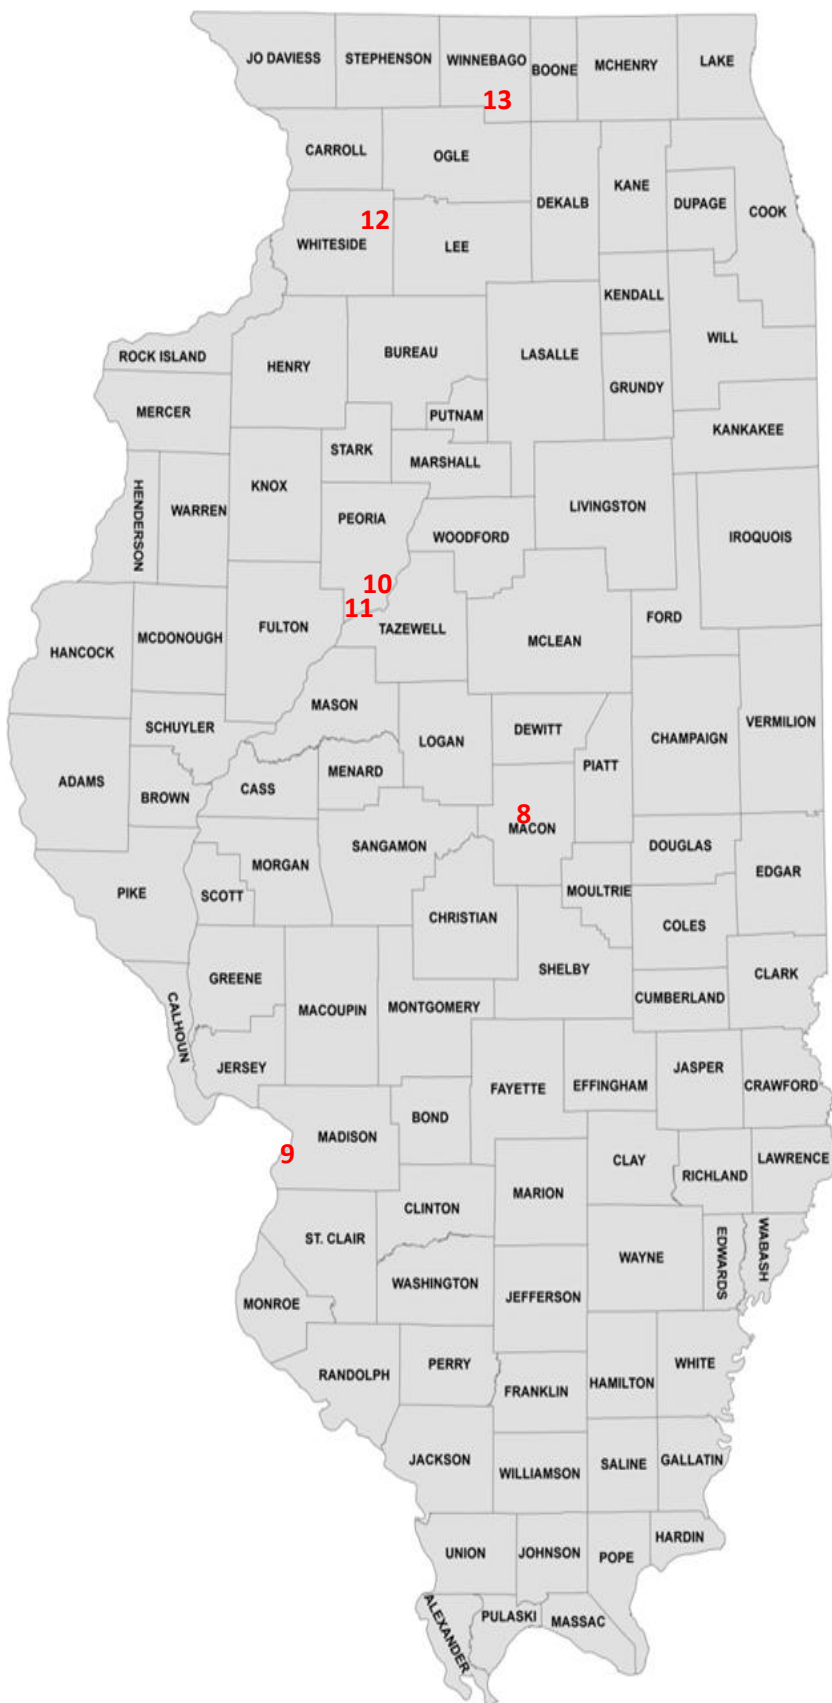 JO DAVIESS
STEPHENSON
WINNEBAGO
BOONE
MCHENRY
LAKE
13
CARROLL
OGLE
DEKALB
KANE
DUPAGE
COOK
12
WHITESIDE
LEE
KENDALL
WILL
ROCK ISLAND
HENRY
BUREAU
LASALLE
GRUNDY
MERCER
PUTNAM
KANKAKEE
STARK
MARSHALL
HENDERSON
WARREN
KNOX
PEORIA
WOODFORD
LIVINGSTON
IROQUOIS
10
11
HANCOCK
MCDONOUGH
FULTON
TAZEWELL
MCLEAN
FORD
SCHUYLER
MASON
LOGAN
DEWITT
PIATT
CHAMPAIGN
VERMILION
ADAMS
BROWN
CASS
MENARD
8
MACON
PIKE
SCOTT
MORGAN
SANGAMON
CHRISTIAN
MOULTRIE
DOUGLAS
EDGAR
COLES
GREENE
MACOUPIN
MONTGOMERY
SHELBY
CUMBERLAND
CLARK
CALHOUN
JERSEY
BOND
FAYETTE
EFFINGHAM
JASPER
CRAWFORD
9
MADISON
CLINTON
MARION
CLAY
RICHLAND
LAWRENCE
ST. CLAIR
WASHINGTON
JEFFERSON
WAYNE
EDWARDS
WABASH
MONROE
RANDOLPH
PERRY
FRANKLIN
HAMILTON
WHITE
JACKSON
WILLIAMSON
SALINE
GALLATIN
UNION
JOHNSON
POPE
HARDIN
ALEXANDER
PULASKI
MASSAC